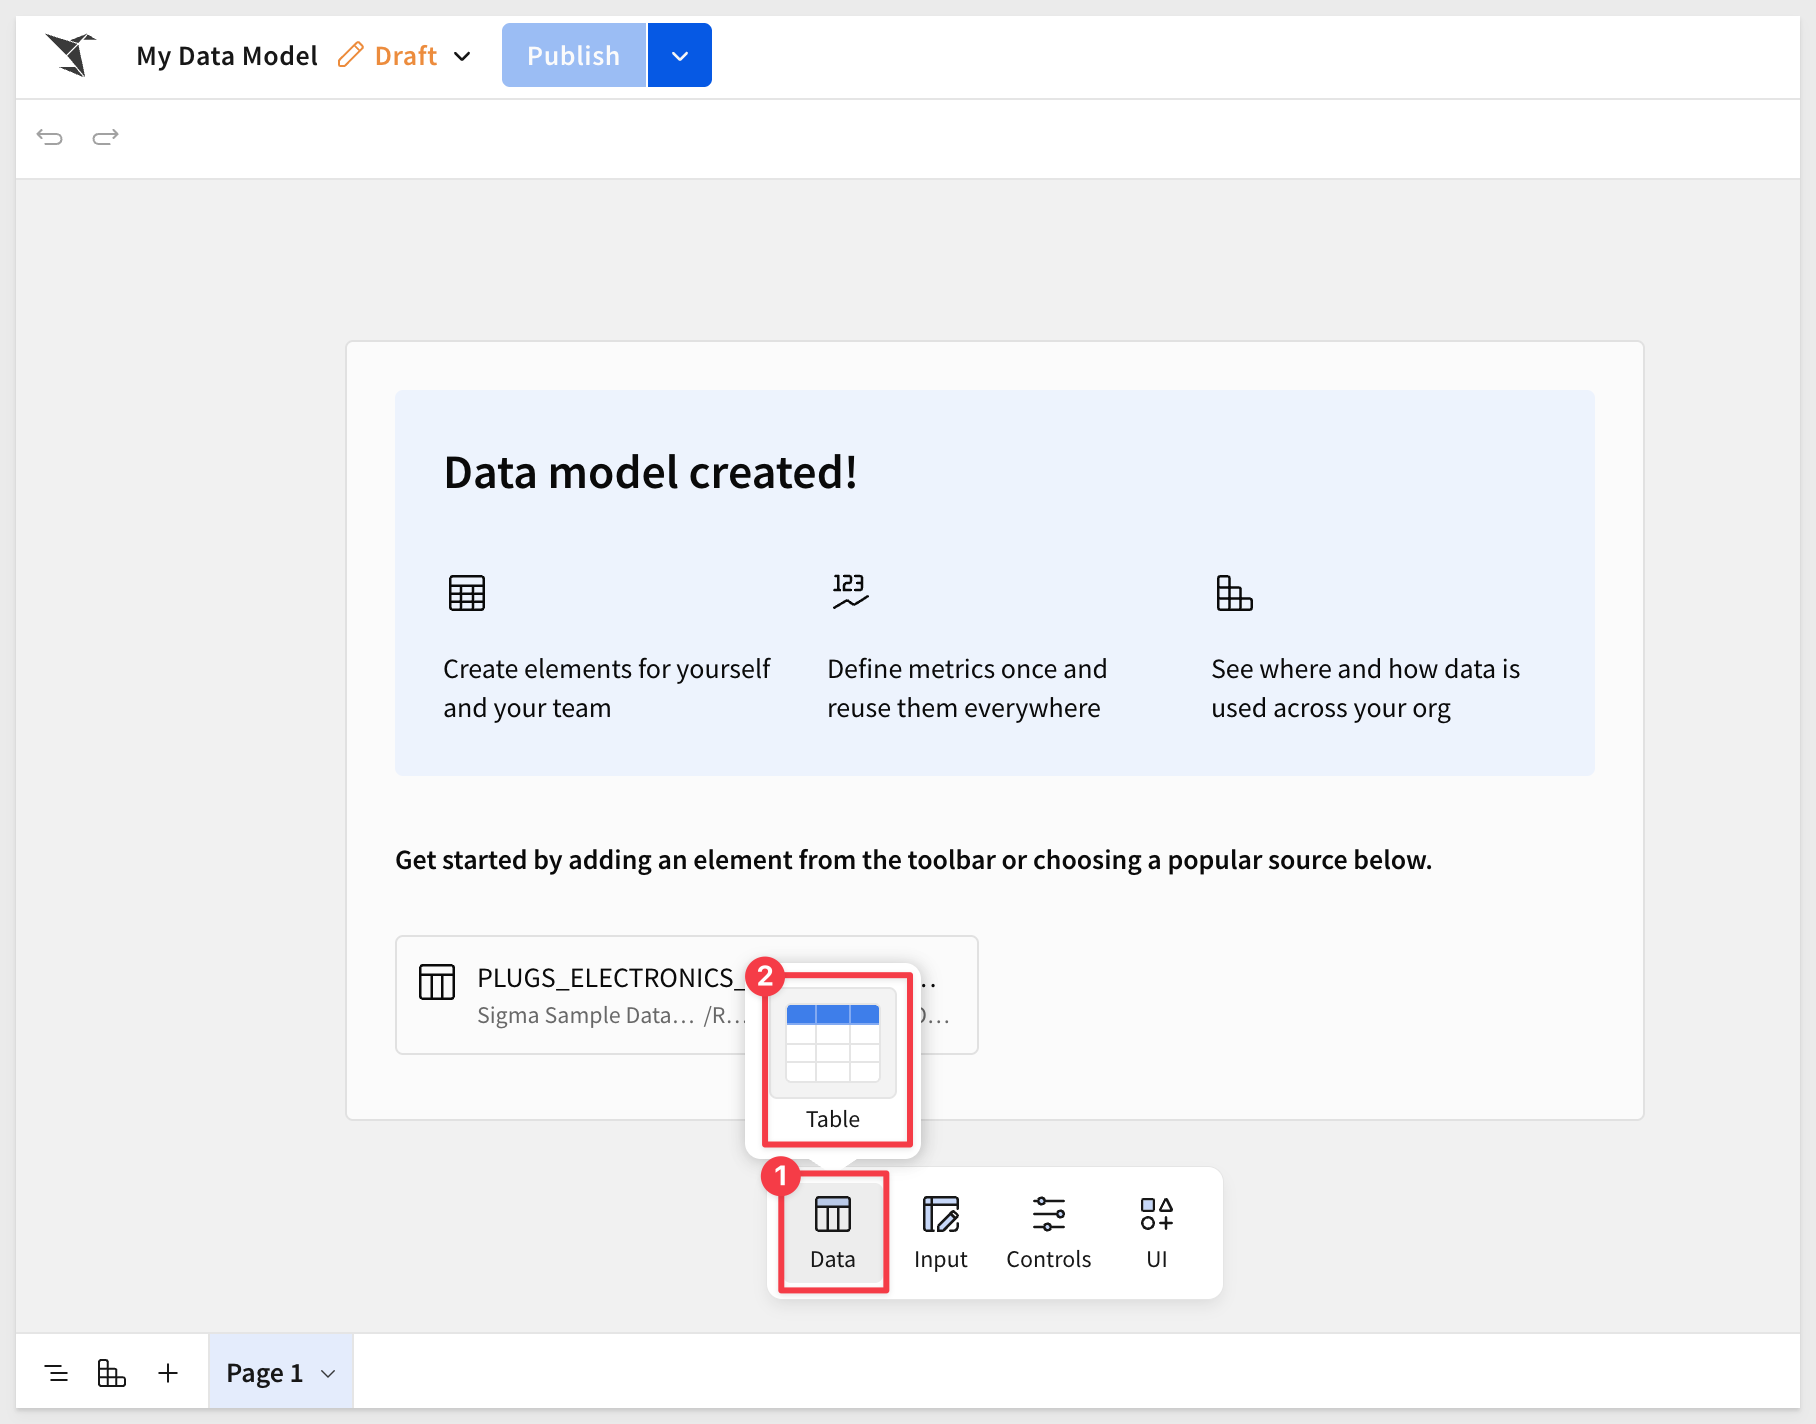 My Data Model Draft Publish
Data model created!
123
Create elements for yourself
and your team
Define metrics once and
reuse them everywhere
See where and how data is
used across your org
Get started by adding an element from the toolbar or choosing a popular source below.
PLUGS_ELECTRONICS_ ..
Sigma Sample Data... /R...
2
Table
1
Data
Input
Controls
UI
Page 1